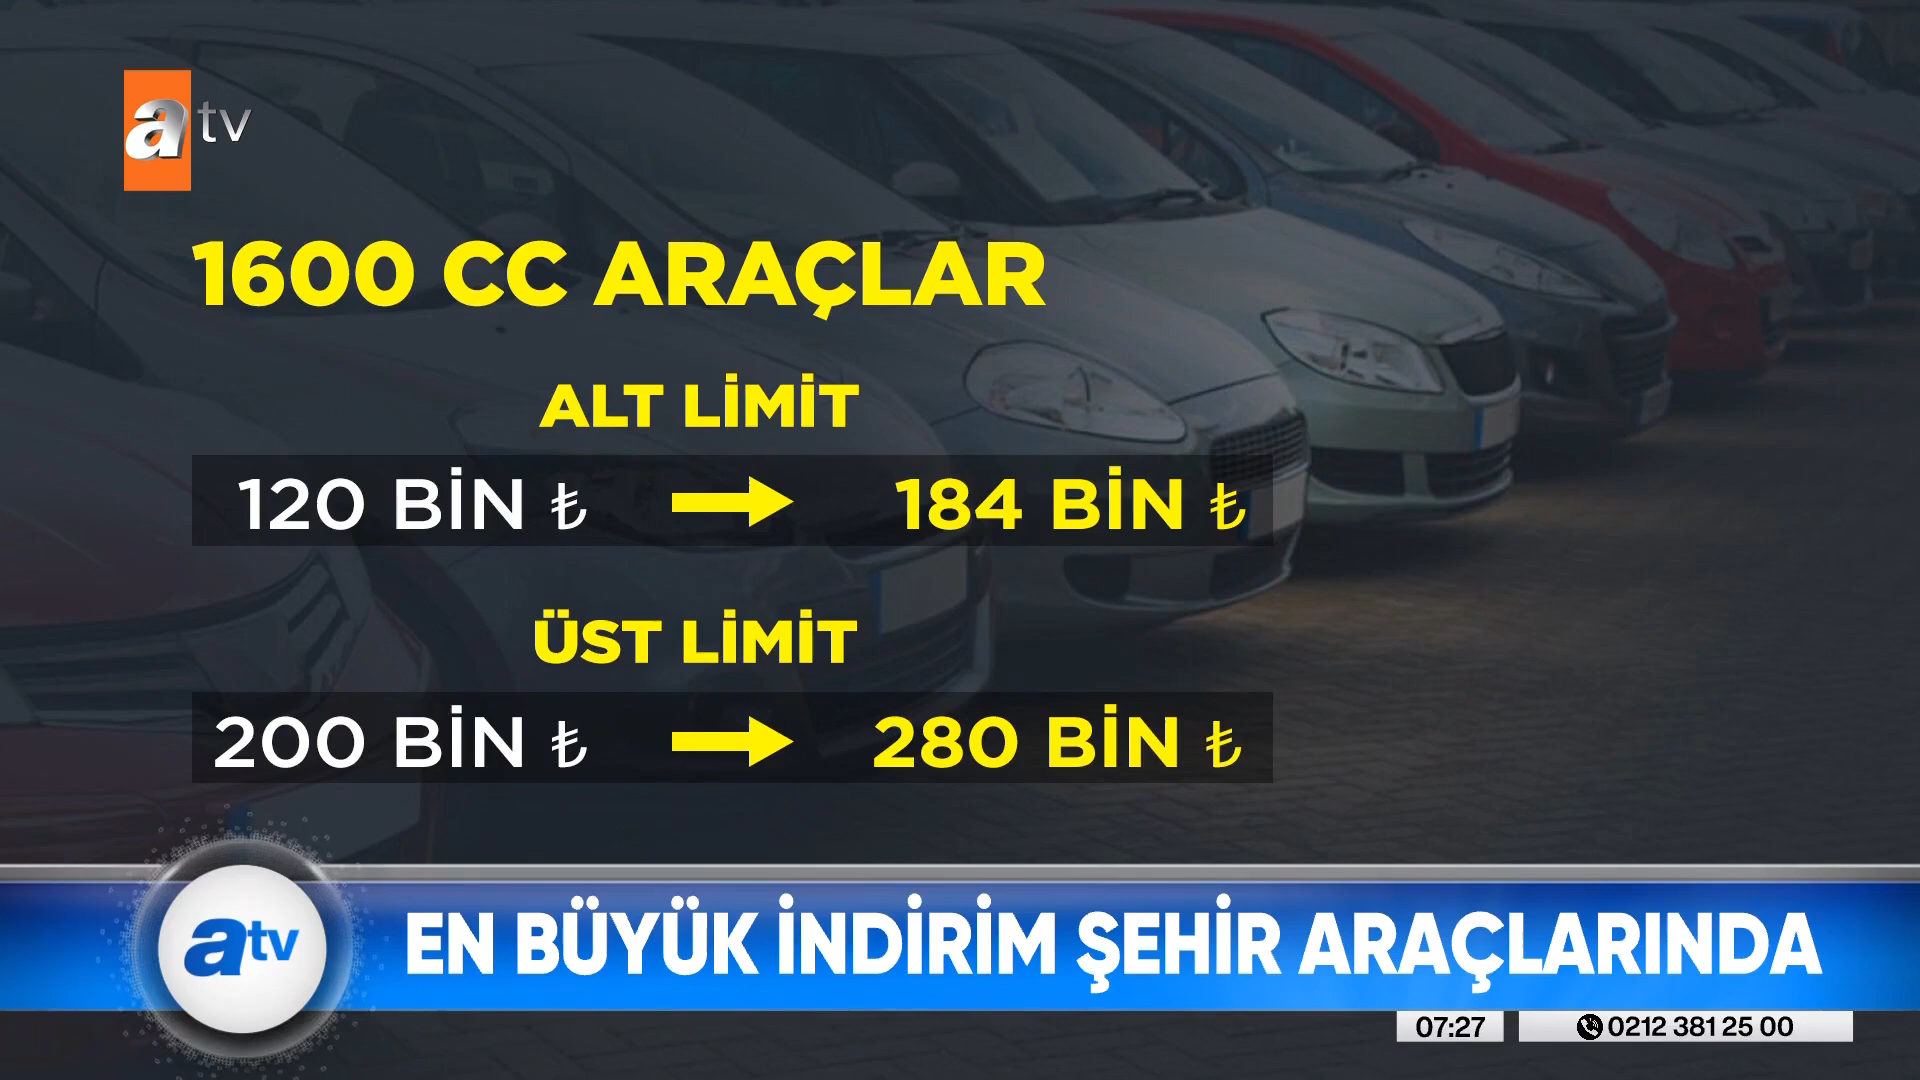 a tv
1600 CC ARAÇLAR
ALT LİMİT
120 BİN ₺ 184 BİN ₺
ÜST LİMİT
200 BİN ₺ 280 BİN ₺
atv EN BÜYÜK İNDİRİM ŞEHİR ARAÇLARINDA
07:27 0212 381 25 00